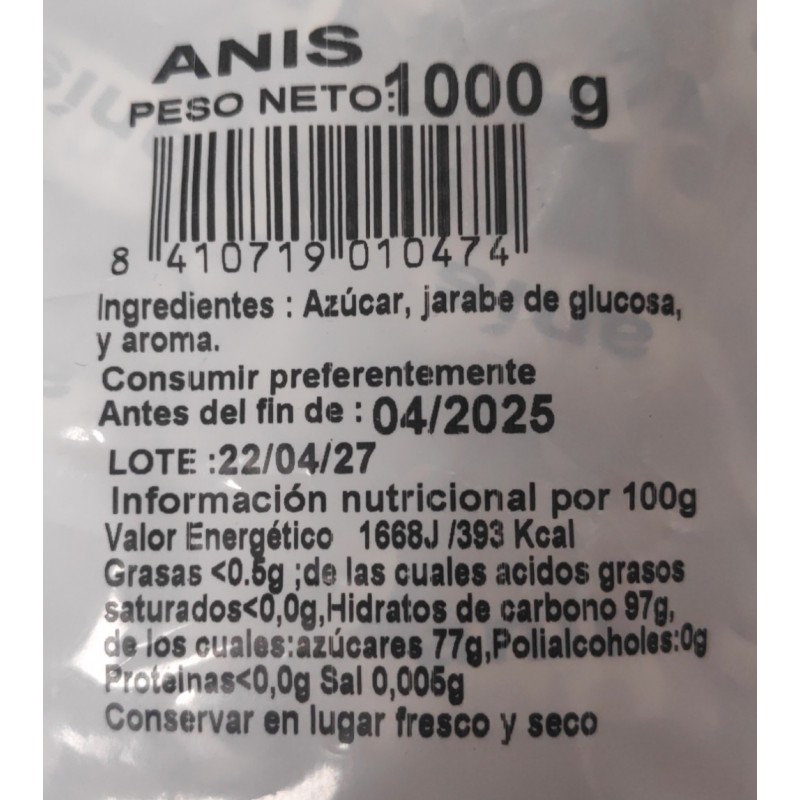 ANIS
PESO NETO:1000 g
8 410719 010474
Ingredientes : Azúcar, jarabe de glucosa,
y aroma.
Consumir preferentemente
Antes del fin de : 04/2025
LOTE :22/04/27
Información nutricional por 100g
Valor Energético 1668J /393 Kcal
Grasas <0.5g ;de las cuales acidos grasos
saturados<0,0g,Hidratos de carbono 97g,
de los cuales:azúcares 77g,Polialcoholes:0g
Proteinas<0,0g Sal 0,005g
Conservar en lugar fresco y seco